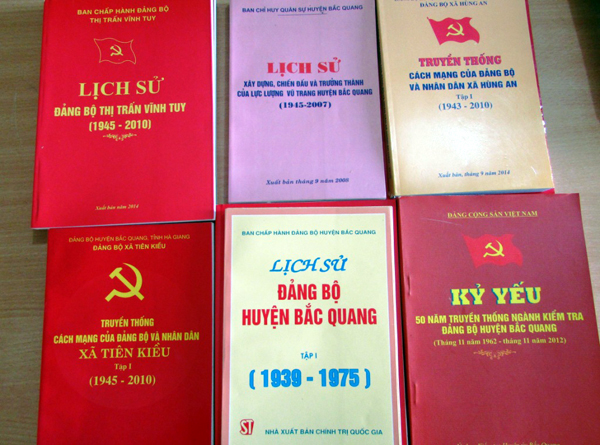 BAN CHẤP HÀNH ĐẢNG BỘ
THỊ TRẤN VĨNH TUY
LỊCH SỬ
ĐẢNG BỘ THỊ TRẤN VĨNH TUY
(1945 - 2010)
Xuất bản năm 2014
BAN CHỈ HUY QUÂN SỰ HUYỆN BẮC QUANG
LỊCH SỬ
XÂY DỰNG, CHIẾN ĐẤU VÀ TRƯỞNG THÀNH
CỦA LỰC LƯỢNG VŨ TRANG HUYỆN BẮC QUANG
(1945-2007)
Xuất bản tháng 9 năm 2008
ĐẢNG BỘ XÃ HÙNG AN
TRUYỀN THỐNG
CÁCH MẠNG CỦA ĐẢNG BỘ
VÀ NHÂN DÂN XÃ HÙNG AN
Tập I
(1943 - 2010)
Xuất bản, tháng 9 năm 2014
ĐẢNG BỘ HUYỆN BẮC QUANG, TỈNH HÀ GIANG
ĐẢNG BỘ XÃ TIÊN KIỀU
TRUYỀN THỐNG
CÁCH MẠNG CỦA ĐẢNG BỘ VÀ NHÂN DÂN
XÃ TIÊN KIỀU
Tập I
(1945 - 2010)
BAN CHẤP HÀNH ĐẢNG BỘ HUYỆN BẮC QUANG
LỊCH SỬ
ĐẢNG BỘ
HUYỆN BẮC QUANG
TẬP I
( 1939 - 1975 )
ST
NHÀ XUẤT BẢN CHÍNH TRỊ QUỐC GIA
ĐẢNG CỘNG SẢN VIỆT NAM
KỶ YẾU
50 NĂM TRUYỀN THỐNG NGÀNH KIỂM TRA
ĐẢNG BỘ HUYỆN BẮC QUANG
(Tháng 11 năm 1962 - tháng 11 năm 2012)